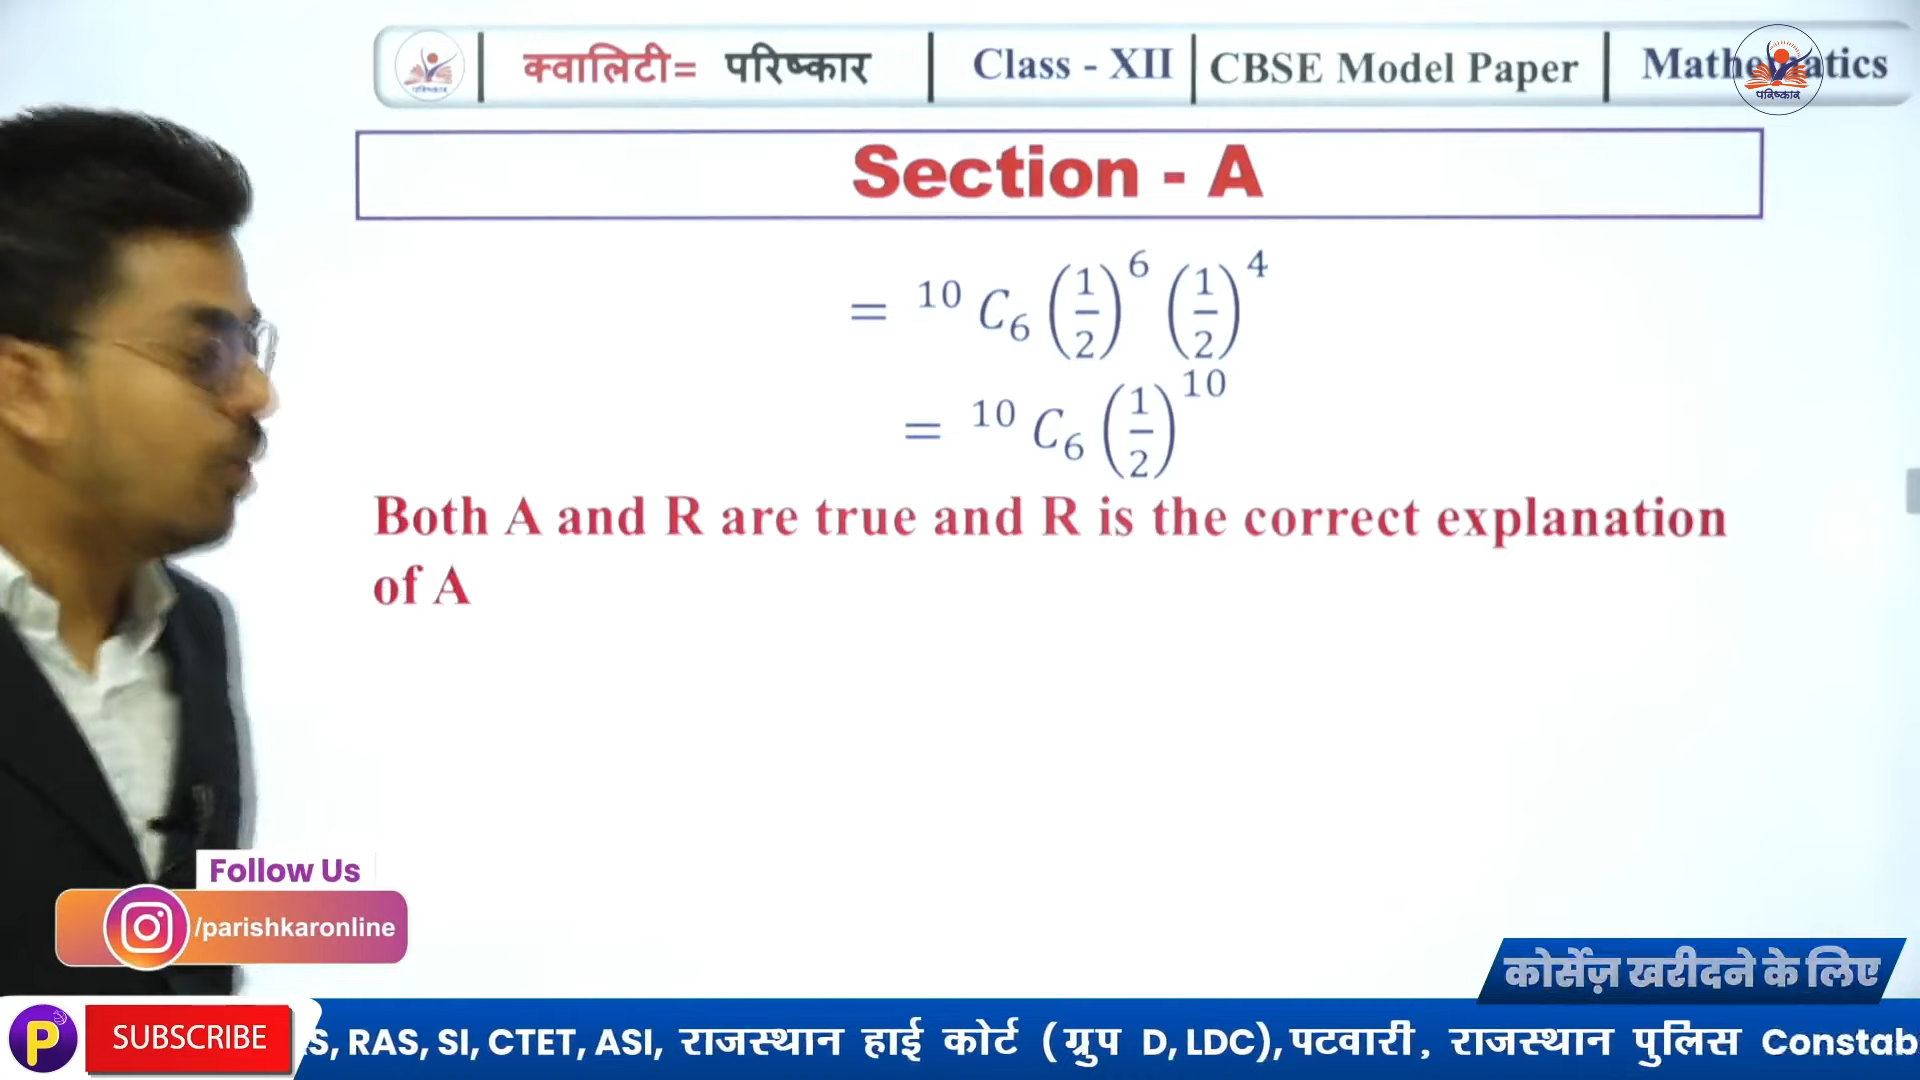 क्वालिटी= परिष्कार | Class - XII | CBSE Model Paper | Mathematics
परिष्कार
Section - A
= ¹⁰C₆ (1/2)⁶ (1/2)⁴
= ¹⁰C₆ (1/2)¹⁰
Both A and R are true and R is the correct explanation
of A
Follow Us
/parishkaronline
कोर्सेज़ खरीदने के लिए
P SUBSCRIBE
S, RAS, SI, CTET, ASI, राजस्थान हाई कोर्ट (ग्रुप D, LDC), पटवारी, राजस्थान पुलिस Constab